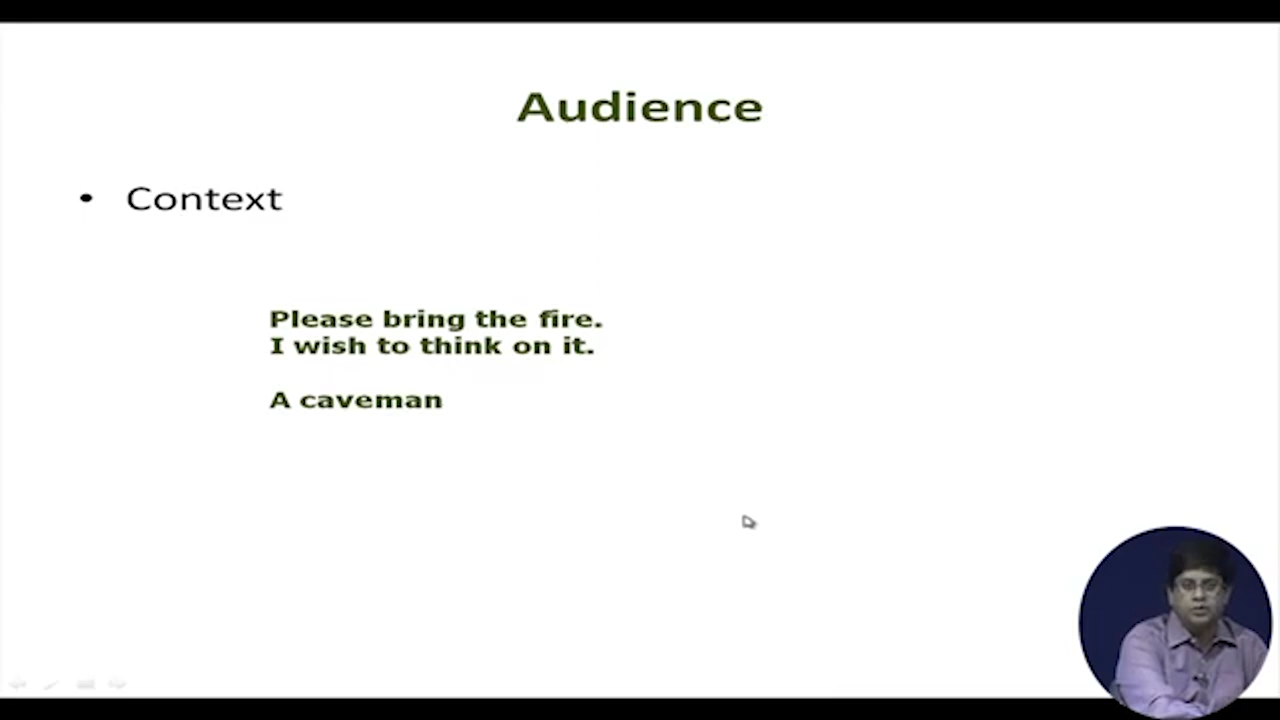 Audience
• Context
Please bring the fire.
I wish to think on it.
A caveman